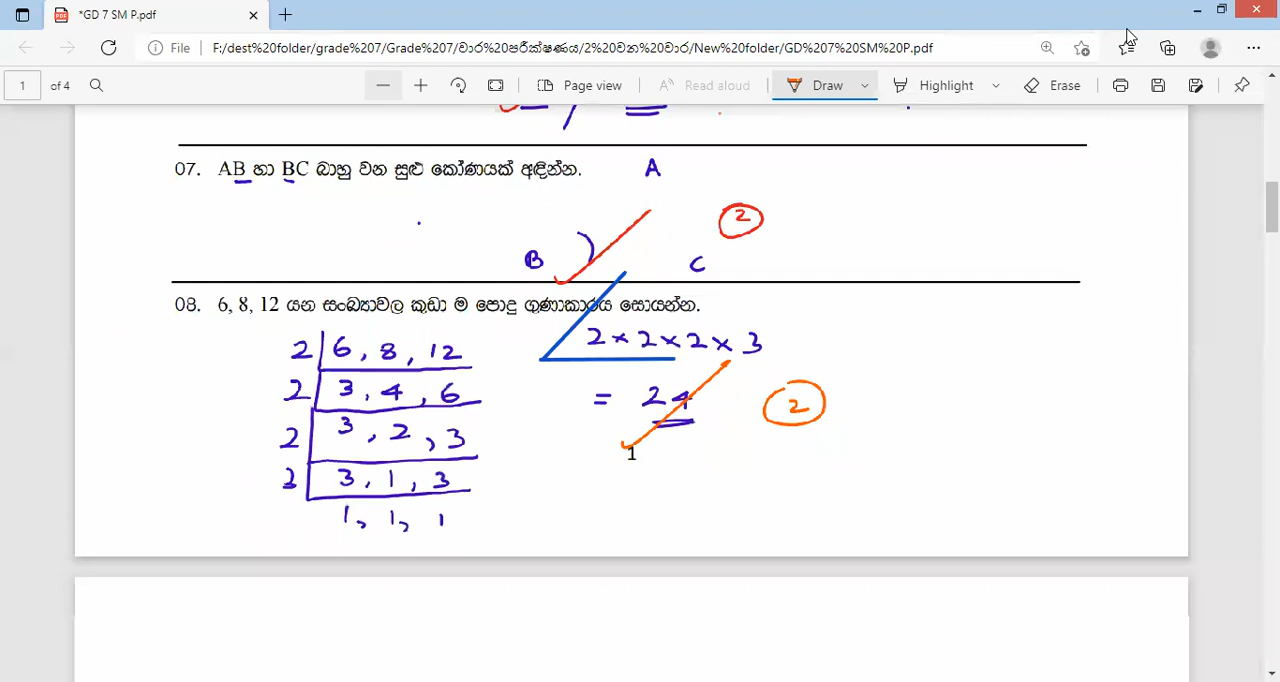 *GD 7 SM P.pdf
File F:/dest%20folder/grade%207/Grade%207/වාර%20පරීක්ෂණය/2%20වන%20වාර/New%20folder/GD%207%20SM%20P.pdf
1 of 4 Page view Read aloud Draw Highlight Erase
07. AB හා BC බාහු වන සුළු කෝණයක් අඳින්න.
A
2
B C
08. 6, 8, 12 යන සංඛ්‍යාවල කුඩා ම පොදු ගුණාකාරය සොයන්න.
2 × 2 × 2 × 3
2 6, 8, 12
2 3, 4, 6
= 24
2
2 3, 2, 3
1
3 3, 1, 3
1, 1, 1